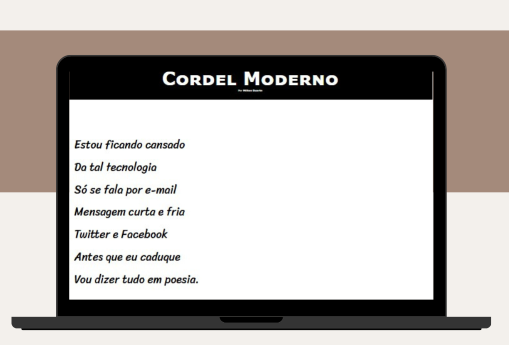 CORDEL MODERNO
Estou ficando cansado
Da tal tecnologia
Só se fala por e-mail
Mensagem curta e fria
Twitter e Facebook
Antes que eu caduque
Vou dizer tudo em poesia.